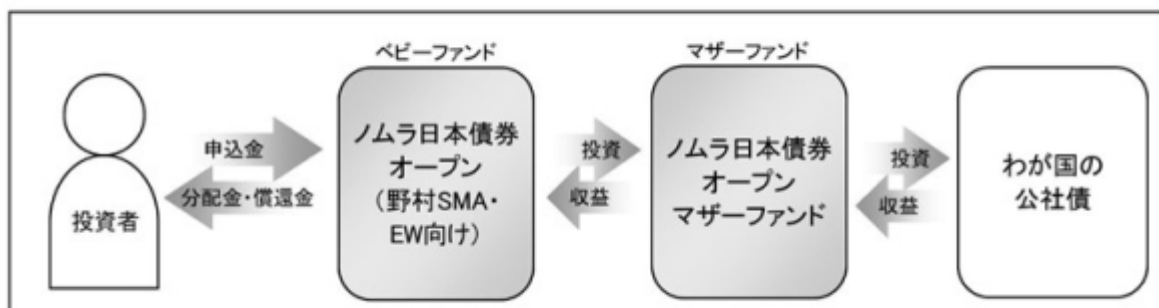 ベビーファンド
マザーファンド
投資者
申込金
分配金・償還金
ノムラ日本債券
オープン
（野村SMA・
EW向け）
投資
収益
ノムラ日本債券
オープン
マザーファンド
投資
収益
わが国の
公社債